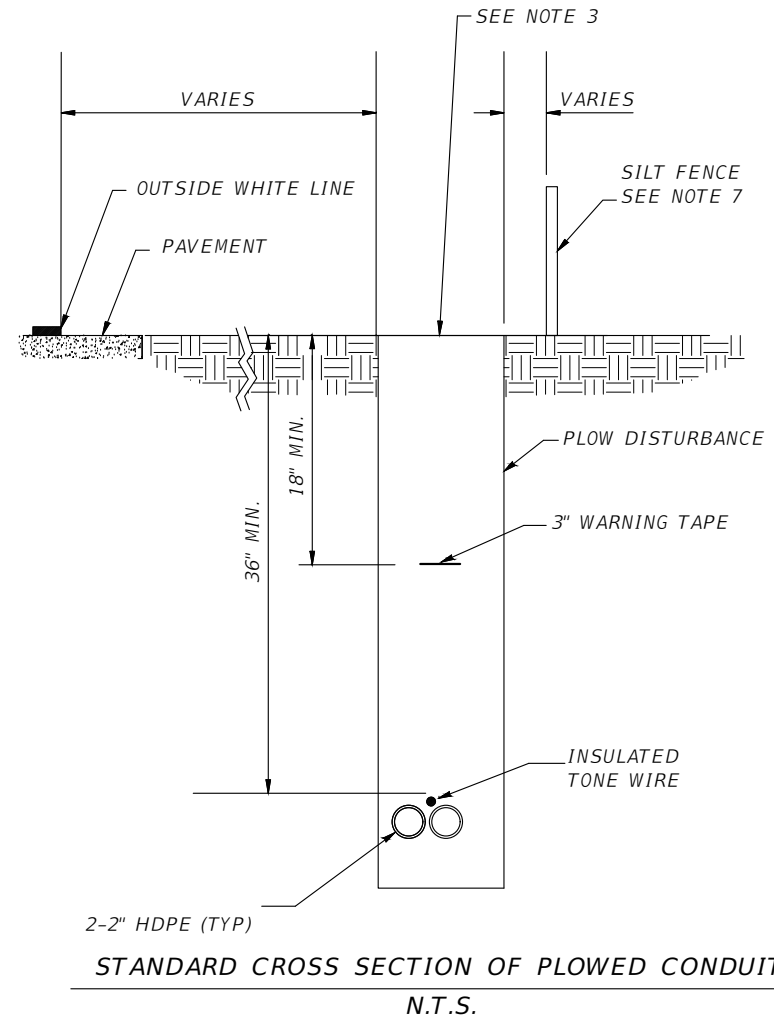 SEE NOTE 3
VARIES
VARIES
SILT FENCE
SEE NOTE 7
OUTSIDE WHITE LINE
PAVEMENT
PLOW DISTURBANCE
18" MIN.
36" MIN.
3" WARNING TAPE
INSULATED
TONE WIRE
2-2" HDPE (TYP)
STANDARD CROSS SECTION OF PLOWED CONDUIT
N.T.S.